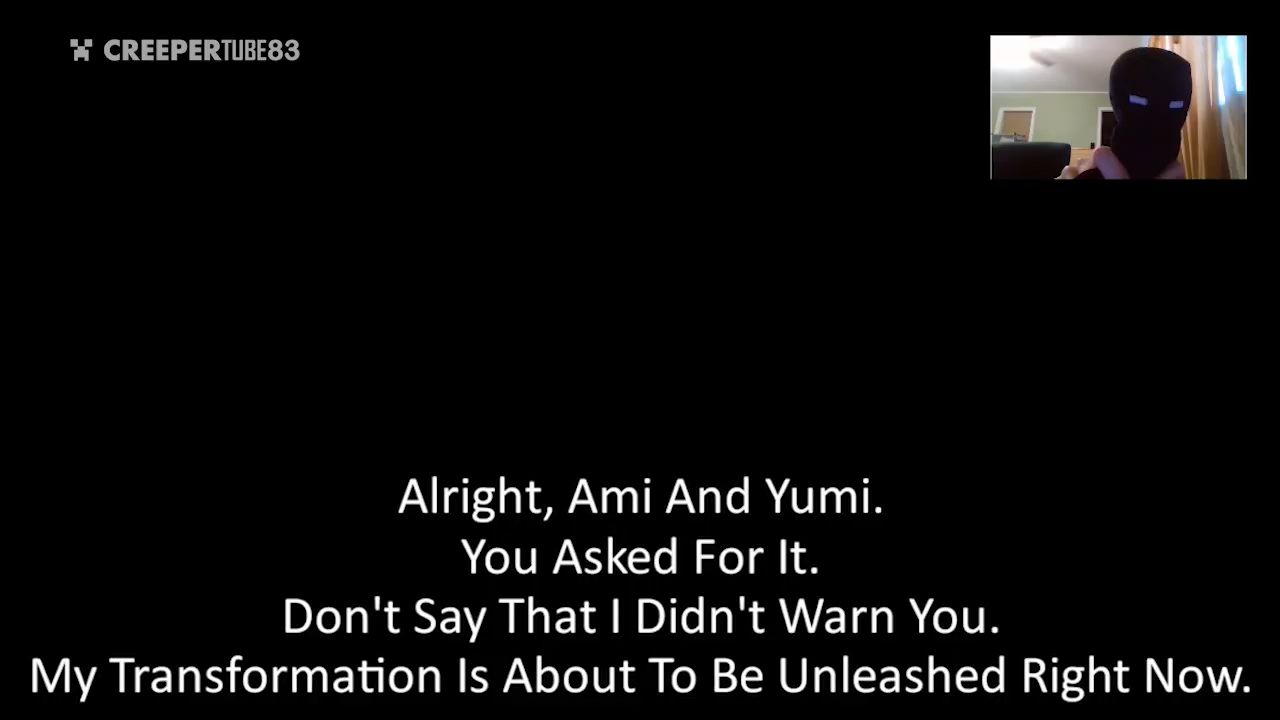 CREEPERTUBE83
Alright, Ami And Yumi.
You Asked For It.
Don't Say That I Didn't Warn You.
My Transformation Is About To Be Unleashed Right Now.